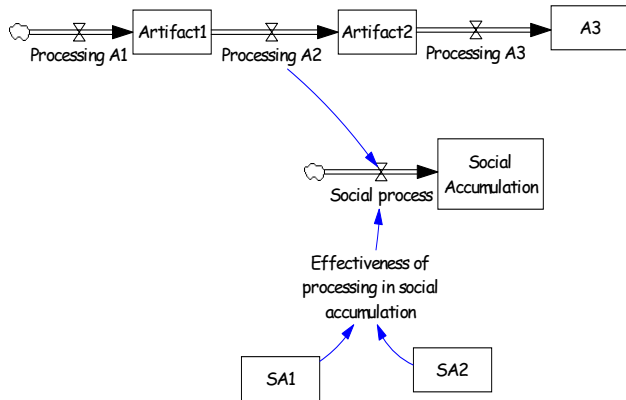 Artifact1
Artifact2
A3
Processing A1
Processing A2
Processing A3
Social
Accumulation
Social process
Effectiveness of
processing in social
accumulation
SA1
SA2